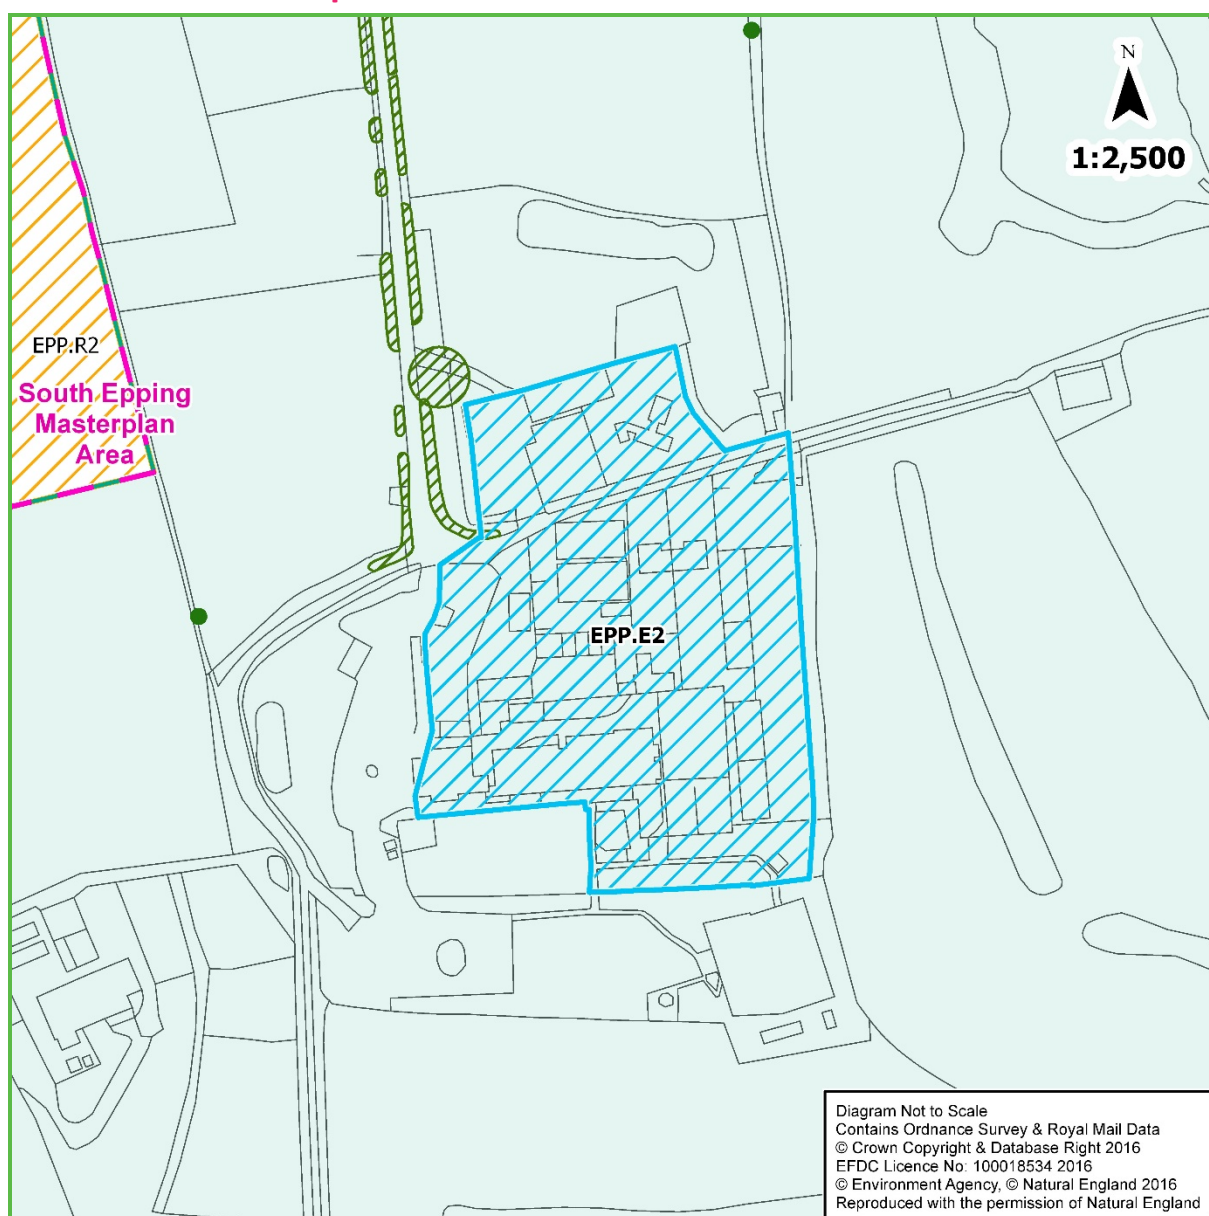 N
1:2,500
EPP.R2
South Epping
Masterplan
Area
EPP.E2
Diagram Not to Scale
Contains Ordnance Survey & Royal Mail Data
© Crown Copyright & Database Right 2016
EFDC Licence No: 100018534 2016
© Environment Agency, © Natural England 2016
Reproduced with the permission of Natural England